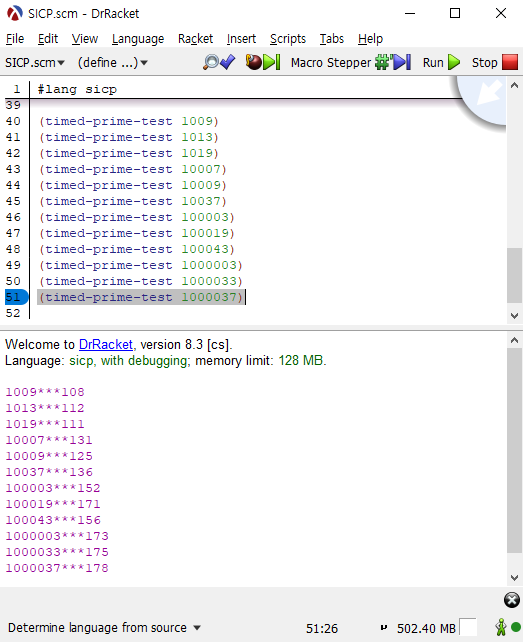 SICP.scm - DrRacket
File Edit View Language Racket Insert Scripts Tabs Help
SICP.scm▾ (define ...)▾ Macro Stepper Run Stop
1 #lang sicp
39
40 (timed-prime-test 1009)
41 (timed-prime-test 1013)
42 (timed-prime-test 1019)
43 (timed-prime-test 10007)
44 (timed-prime-test 10009)
45 (timed-prime-test 10037)
46 (timed-prime-test 100003)
47 (timed-prime-test 100019)
48 (timed-prime-test 100043)
49 (timed-prime-test 1000003)
50 (timed-prime-test 1000033)
51 (timed-prime-test 1000037)
52
Welcome to DrRacket, version 8.3 [cs].
Language: sicp, with debugging; memory limit: 128 MB.
1009***108
1013***112
1019***111
10007***131
10009***125
10037***136
100003***152
100019***171
100043***156
1000003***173
1000033***175
1000037***178
Determine language from source ▾ 51:26 502.40 MB